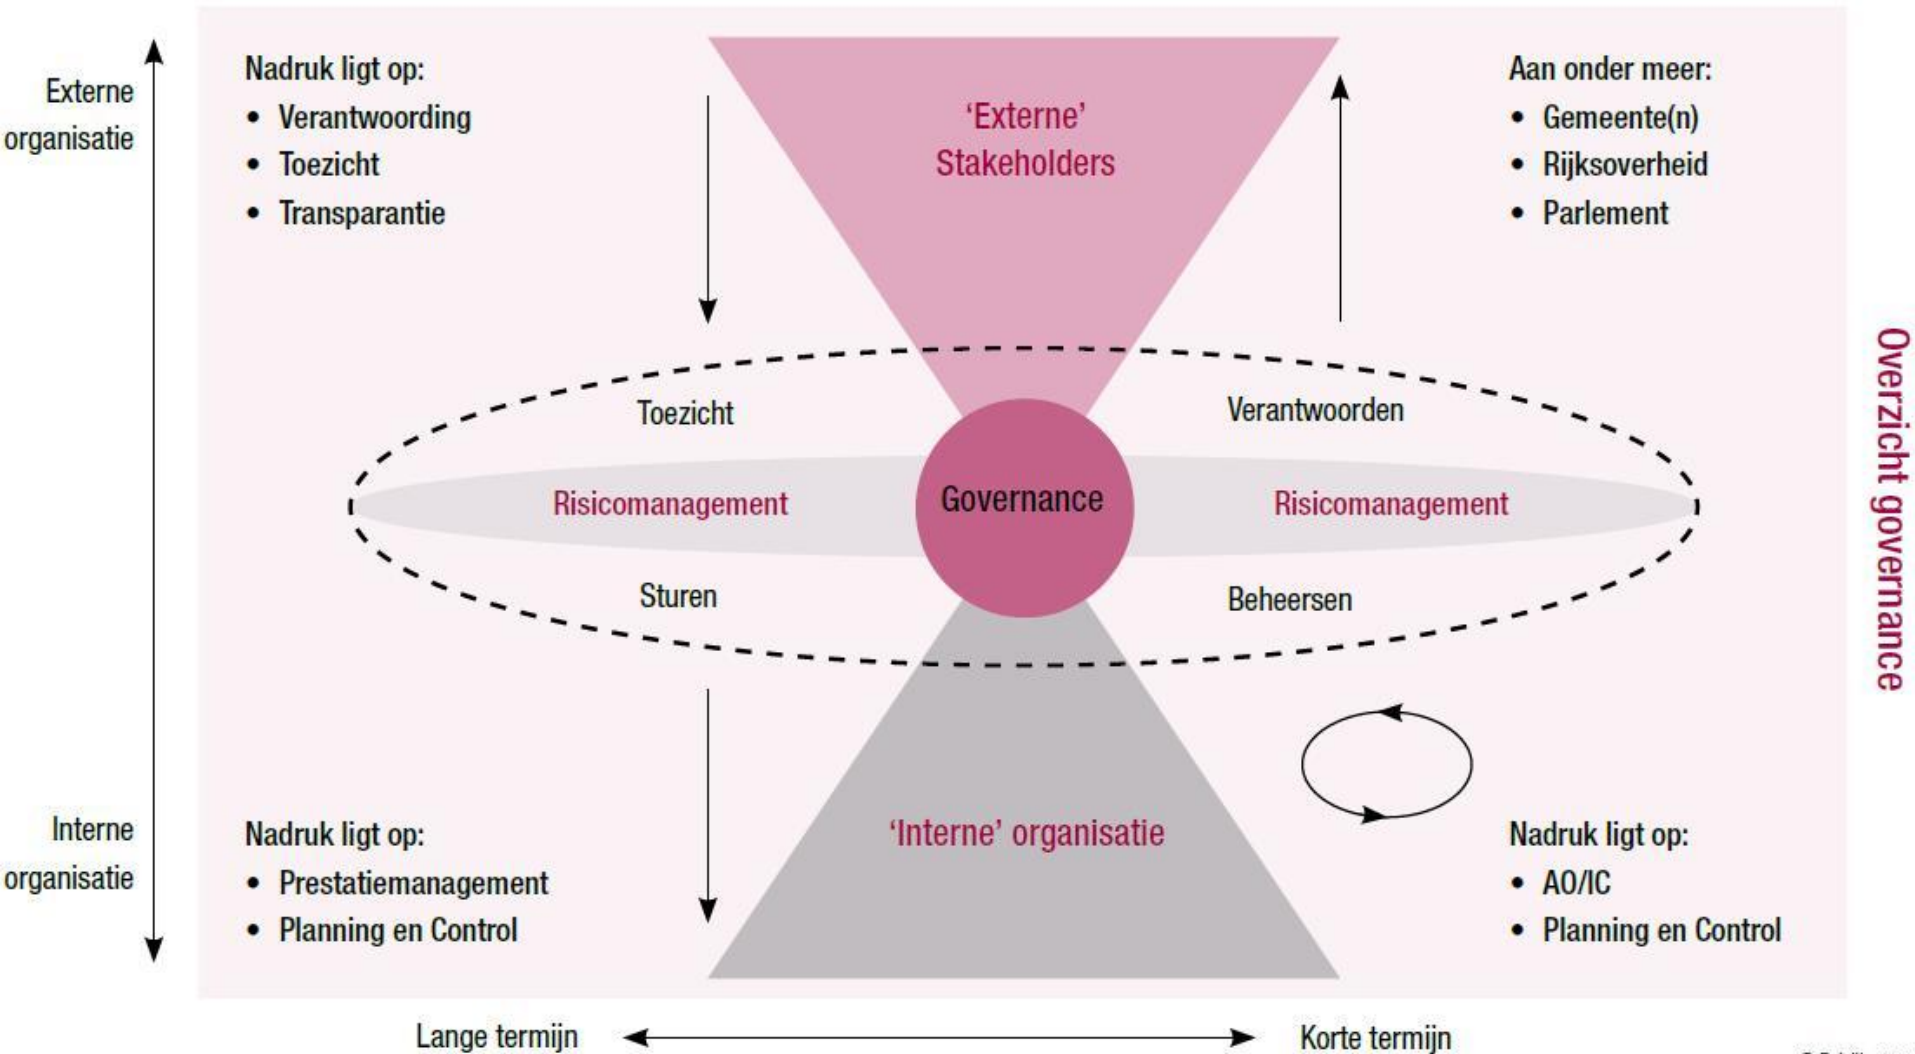 Externe
organisatie
Nadruk ligt op:
• Verantwoording
• Toezicht
• Transparantie
‘Externe’
Stakeholders
Aan onder meer:
• Gemeente(n)
• Rijksoverheid
• Parlement
Toezicht
Verantwoorden
Risicomanagement
Governance
Risicomanagement
Sturen
Beheersen
Overzicht governance
Interne
organisatie
Nadruk ligt op:
• Prestatiemanagement
• Planning en Control
‘Interne’ organisatie
Nadruk ligt op:
• AO/IC
• Planning en Control
Lange termijn
Korte termijn